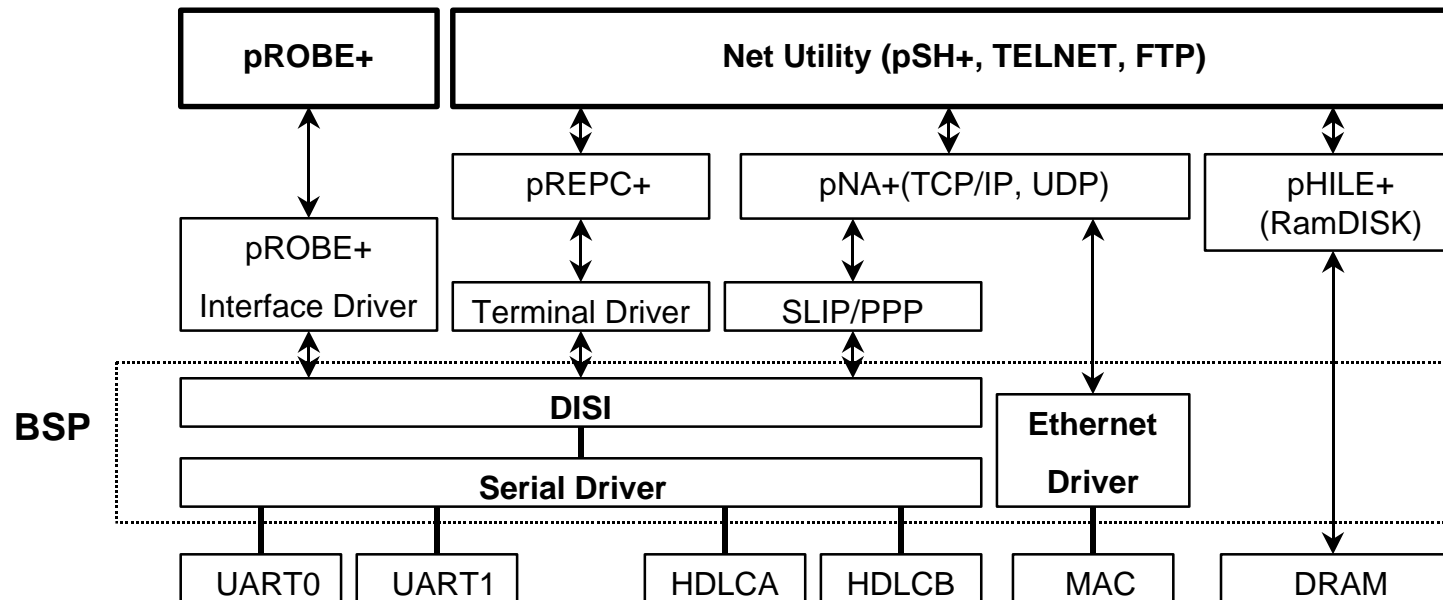 pROBE+
Net Utility (pSH+, TELNET, FTP)
pREPC+
pNA+(TCP/IP, UDP)
pHILE+
(RamDISK)
pROBE+
Interface Driver
Terminal Driver
SLIP/PPP
BSP
DISI
Ethernet
Driver
Serial Driver
UART0
UART1
HDLCA
HDLCB
MAC
DRAM